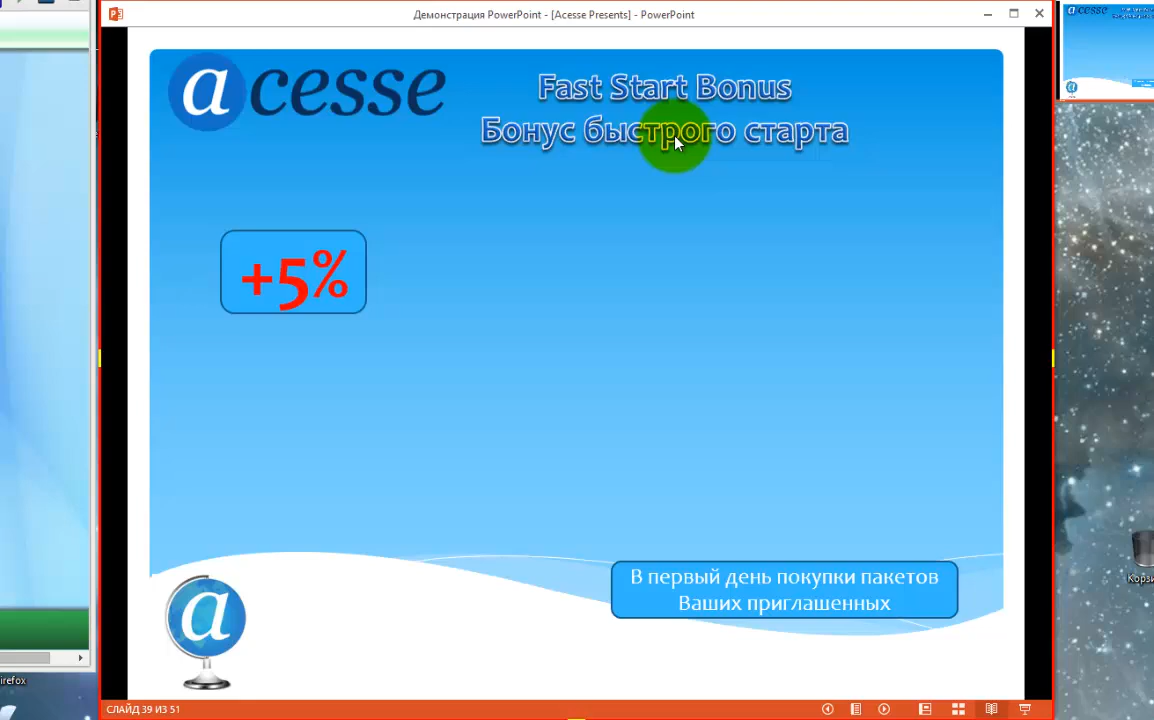 Демонстрация PowerPoint - [Acesse Presents] - PowerPoint
acesse
Fast Start Bonus
Бонус быстрого старта
+5%
В первый день покупки пакетов
Ваших приглашенных
a
СЛАЙД 39 ИЗ 51
irefox
Корзи
acesse